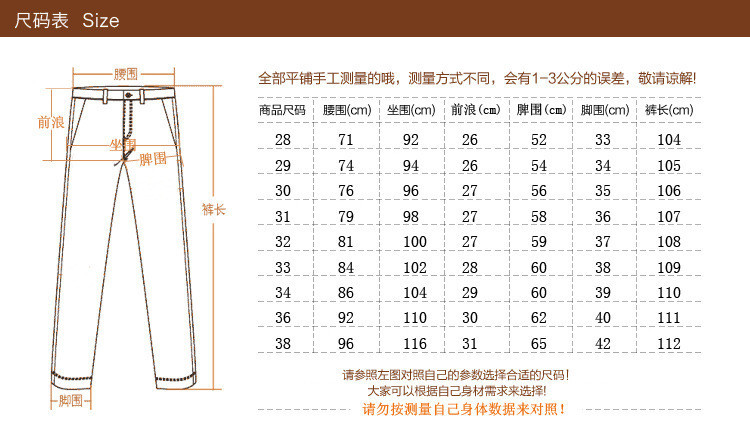 尺码表 Size
腰围
前浪
坐围
脾围
裤长
脚围
全部平铺手工测量的哦，测量方式不同，会有1-3公分的误差，敬请谅解!
商品尺码 腰围(cm) 坐围(cm) 前浪(cm) 脾围(cm) 脚围(cm) 裤长(cm)
28 71 92 26 52 33 104
29 74 94 26 54 34 105
30 76 96 27 56 35 106
31 79 98 27 58 36 107
32 81 100 27 59 37 108
33 84 102 28 60 38 109
34 86 104 29 60 39 110
36 92 110 30 62 40 111
38 96 116 31 65 42 112
请参照左图对照自己的参数选择合适的尺码!
大家可以根据自己身材需求来选择!
请勿按测量自己身体数据来对照!